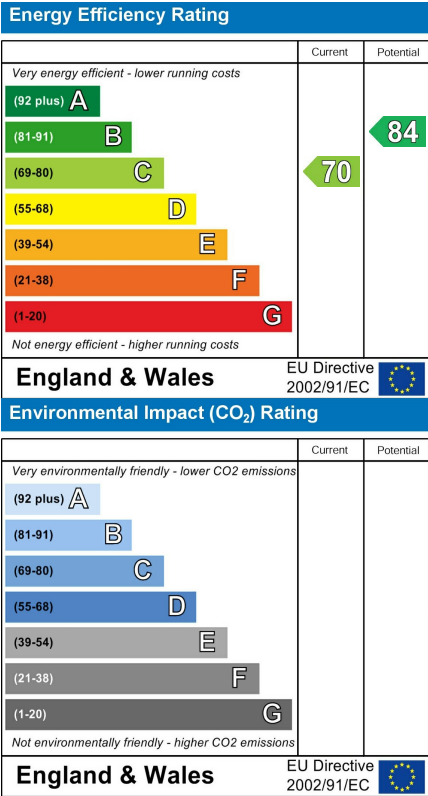 Energy Efficiency Rating
Current Potential
Very energy efficient - lower running costs
(92 plus) A
(81-91) B
84
(69-80) C
70
(55-68) D
(39-54) E
(21-38) F
(1-20) G
Not energy efficient - higher running costs
England & Wales
EU Directive
2002/91/EC
Environmental Impact (CO₂) Rating
Current Potential
Very environmentally friendly - lower CO2 emissions
(92 plus) A
(81-91) B
(69-80) C
(55-68) D
(39-54) E
(21-38) F
(1-20) G
Not environmentally friendly - higher CO2 emissions
England & Wales
EU Directive
2002/91/EC